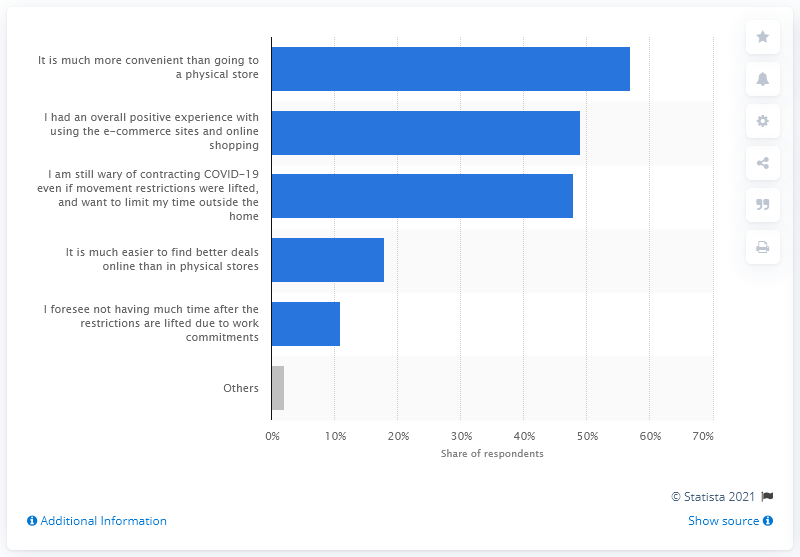 It is much more convenient than going to
a physical store
I had an overall positive experience with
using the e-commerce sites and online
shopping
I am still wary of contracting COVID-19
even if movement restrictions were lifted,
and want to limit my time outside the
home
It is much easier to find better deals
online than in physical stores
I foresee not having much time after the
restrictions are lifted due to work
commitments
Others
0% 10% 20% 30% 40% 50% 60% 70%
Share of respondents
© Statista 2021
Additional Information
Show source